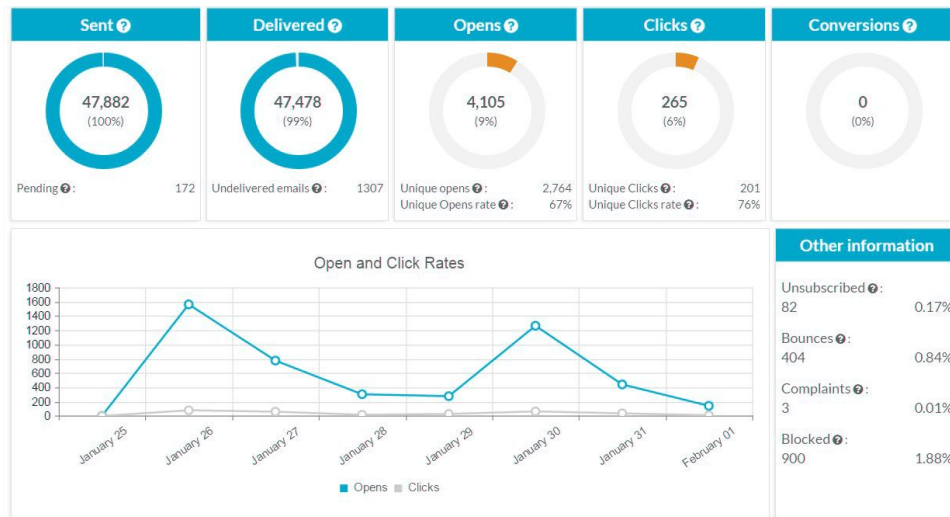 Sent ?
47,882
(100%)
Pending ? : 172
Delivered ?
47,478
(99%)
Undelivered emails ? : 1307
Opens ?
4,105
(9%)
Unique opens ? : 2,764
Unique Opens rate ? : 67%
Clicks ?
265
(6%)
Unique Clicks ? : 201
Unique Clicks rate ? : 76%
Conversions ?
0
(0%)
Open and Click Rates
1800
1600
1400
1200
1000
800
600
400
200
0
January 25
January 26
January 27
January 28
January 29
January 30
January 31
February 01
Opens Clicks
Other information
Unsubscribed ? :
82 0.17%
Bounces ? :
404 0.84%
Complaints ? :
3 0.01%
Blocked ? :
900 1.88%